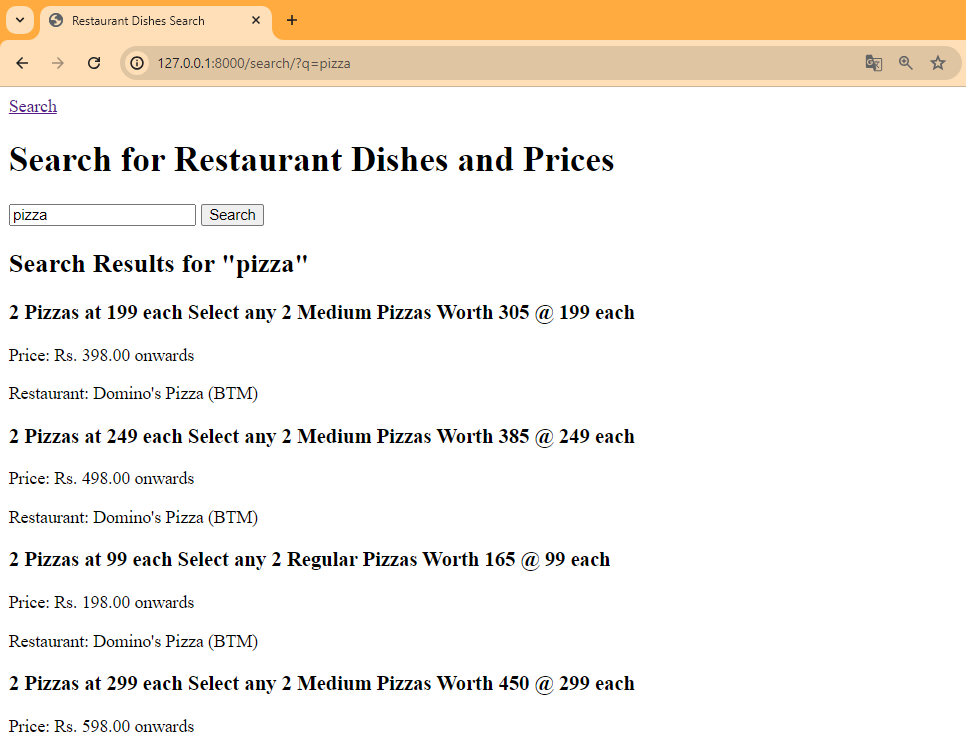 Restaurant Dishes Search
127.0.0.1:8000/search/?q=pizza
Search
Search for Restaurant Dishes and Prices
pizza Search
Search Results for "pizza"
2 Pizzas at 199 each Select any 2 Medium Pizzas Worth 305 @ 199 each
Price: Rs. 398.00 onwards
Restaurant: Domino's Pizza (BTM)
2 Pizzas at 249 each Select any 2 Medium Pizzas Worth 385 @ 249 each
Price: Rs. 498.00 onwards
Restaurant: Domino's Pizza (BTM)
2 Pizzas at 99 each Select any 2 Regular Pizzas Worth 165 @ 99 each
Price: Rs. 198.00 onwards
Restaurant: Domino's Pizza (BTM)
2 Pizzas at 299 each Select any 2 Medium Pizzas Worth 450 @ 299 each
Price: Rs. 598.00 onwards